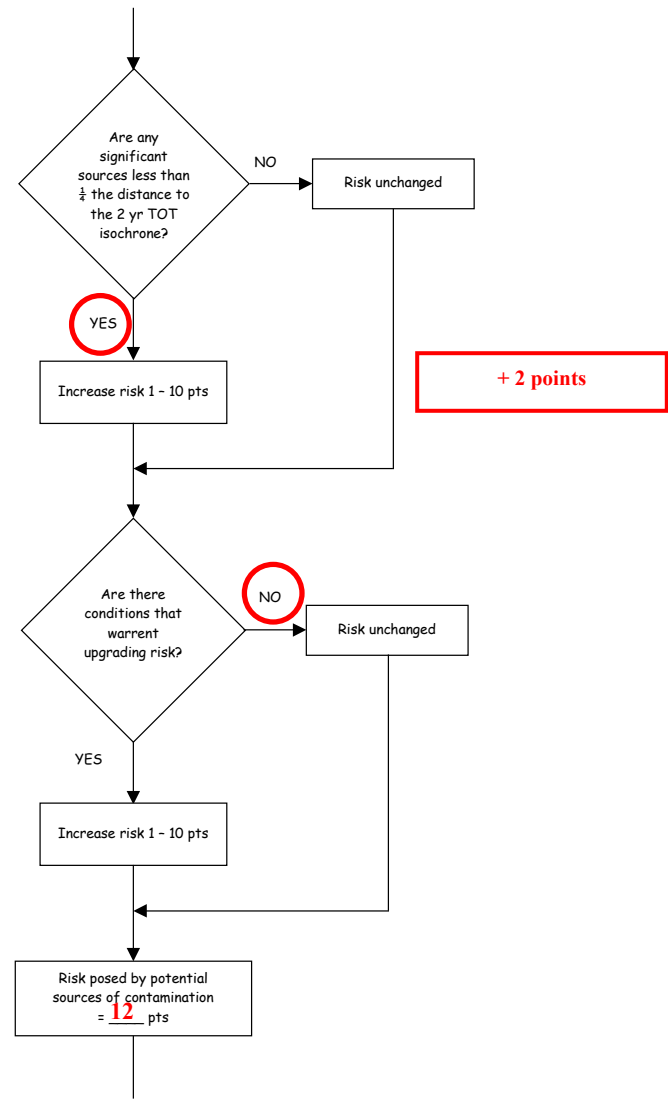 Are any
significant
sources less than
¼ the distance to
the 2 yr TOT
isochrone?
NO
Risk unchanged
YES
Increase risk 1 – 10 pts
+ 2 points
Are there
conditions that
warrent
upgrading risk?
NO
Risk unchanged
YES
Increase risk 1 – 10 pts
Risk posed by potential
sources of contamination
= 12 pts